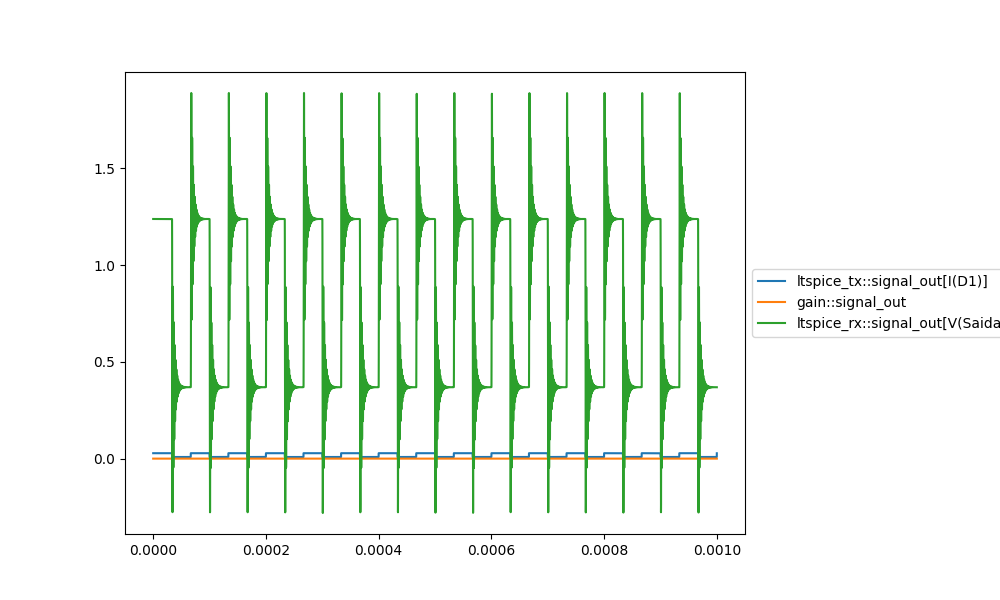 1.5
1.0
0.5
0.0
0.0000 0.0002 0.0004 0.0006 0.0008 0.0010
ltspice_tx::signal_out[I(D1)]
gain::signal_out
ltspice_rx::signal_out[V(Saida